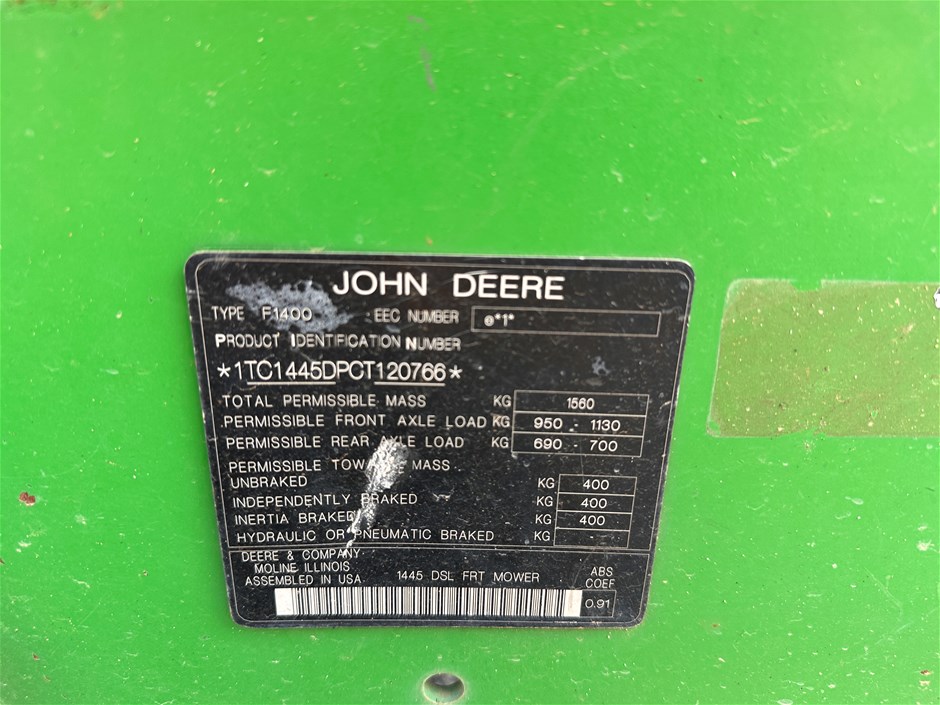 JOHN DEERE
TYPE F1400 EEC NUMBER e*1*
PRODUCT IDENTIFICATION NUMBER
*1TC1445DPCT120766*
TOTAL PERMISSIBLE MASS KG 1560
PERMISSIBLE FRONT AXLE LOAD KG 950 - 1130
PERMISSIBLE REAR AXLE LOAD KG 690 - 700
PERMISSIBLE TOWABLE MASS
UNBRAKED KG 400
INDEPENDENTLY BRAKED KG 400
INERTIA BRAKED KG 400
HYDRAULIC OR PNEUMATIC BRAKED KG -
DEERE & COMPANY
MOLINE ILLINOIS
ASSEMBLED IN USA 1445 DSL FRT MOWER ABS
COEF
0.91